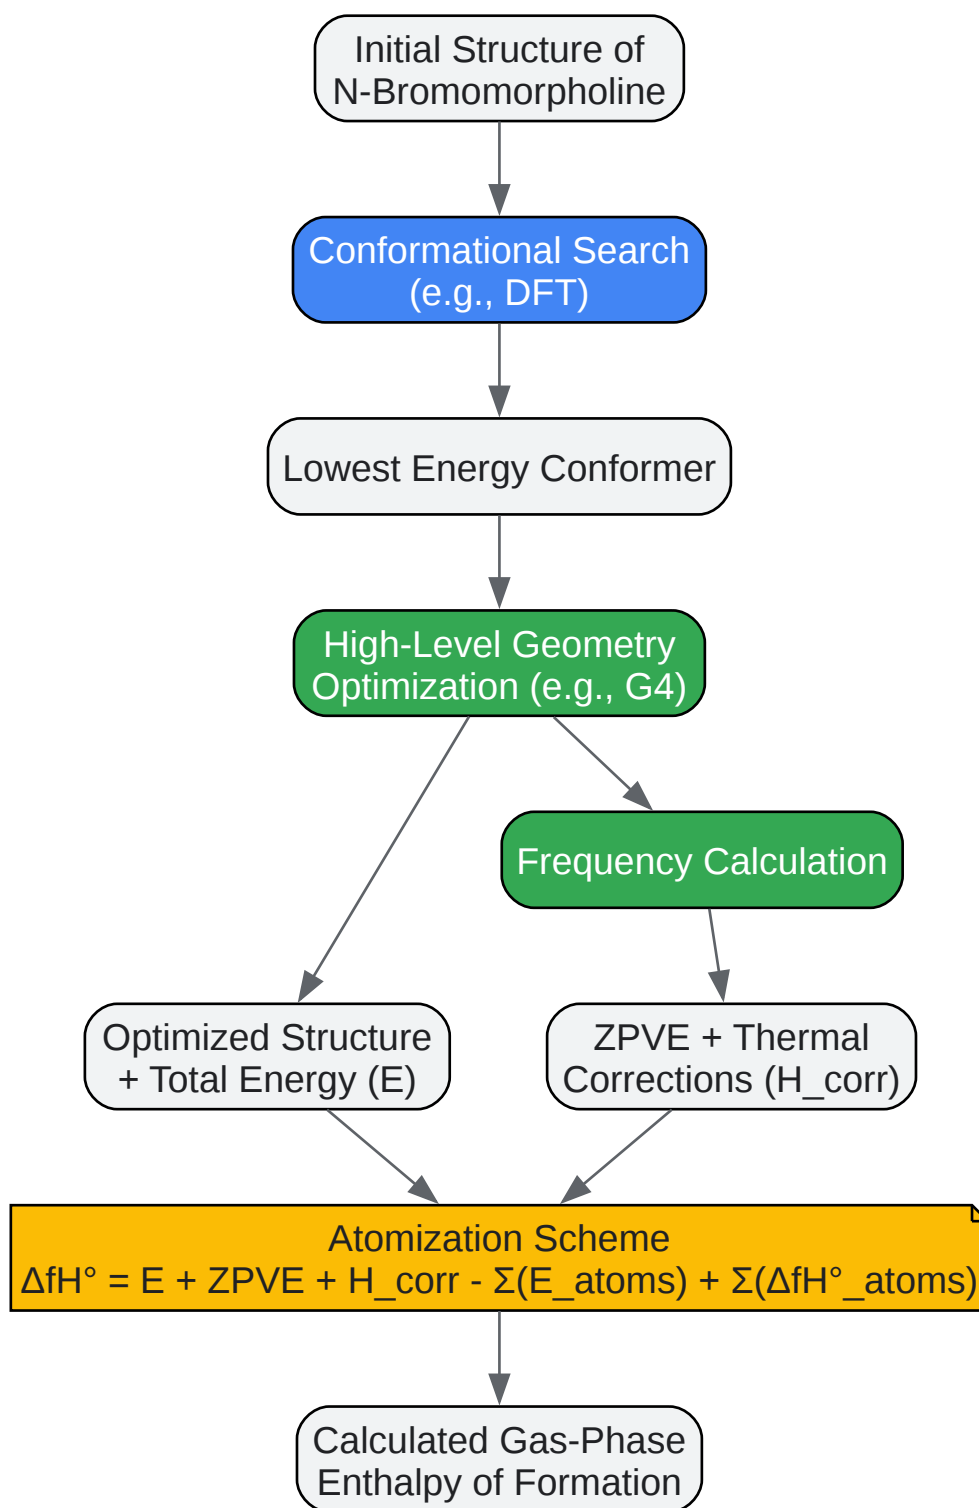 Initial Structure of
N-Bromomorpholine
Conformational Search
(e.g., DFT)
Lowest Energy Conformer
High-Level Geometry
Optimization (e.g., G4)
Frequency Calculation
Optimized Structure
+ Total Energy (E)
ZPVE + Thermal
Corrections (H_corr)
Atomization Scheme
ΔfH° = E + ZPVE + H_corr - Σ(E_atoms) + Σ(ΔfH°_atoms)
Calculated Gas-Phase
Enthalpy of Formation